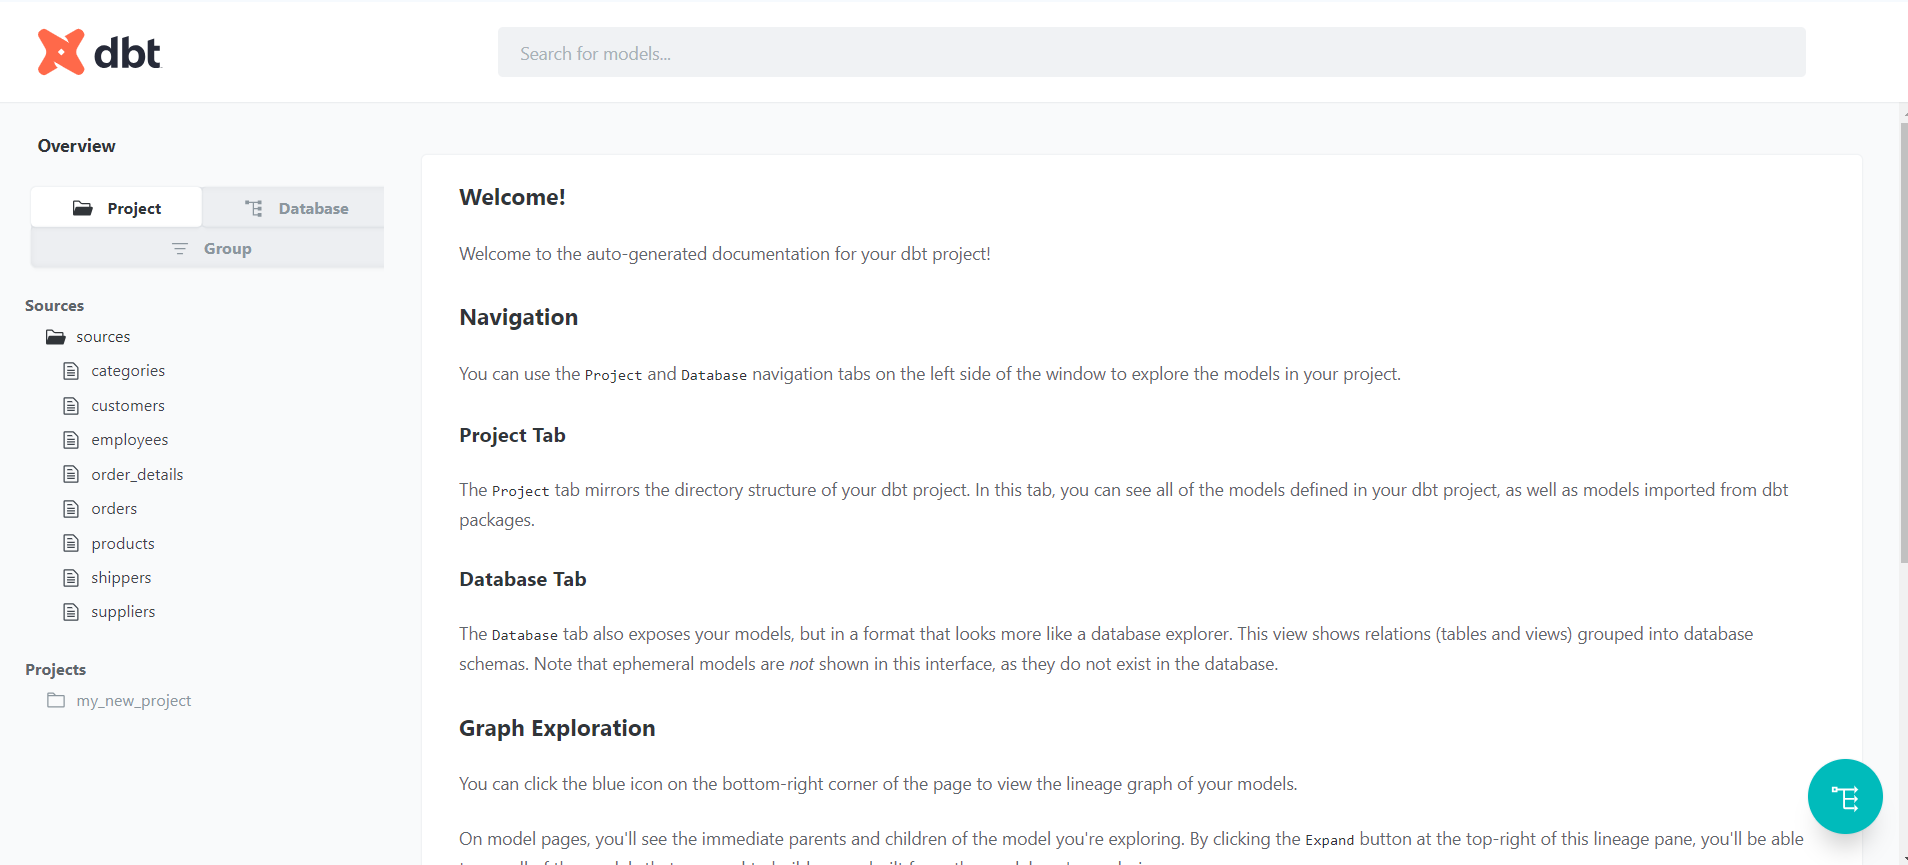 dbt
Search for models...
Overview
Project
Database
Group
Sources
sources
categories
customers
employees
order_details
orders
products
shippers
suppliers
Projects
my_new_project
Welcome!
Welcome to the auto-generated documentation for your dbt project!
Navigation
You can use the Project and Database navigation tabs on the left side of the window to explore the models in your project.
Project Tab
The Project tab mirrors the directory structure of your dbt project. In this tab, you can see all of the models defined in your dbt project, as well as models imported from dbt
packages.
Database Tab
The Database tab also exposes your models, but in a format that looks more like a database explorer. This view shows relations (tables and views) grouped into database
schemas. Note that ephemeral models are not shown in this interface, as they do not exist in the database.
Graph Exploration
You can click the blue icon on the bottom-right corner of the page to view the lineage graph of your models.
On model pages, you'll see the immediate parents and children of the model you're exploring. By clicking the Expand button at the top-right of this lineage pane, you'll be able